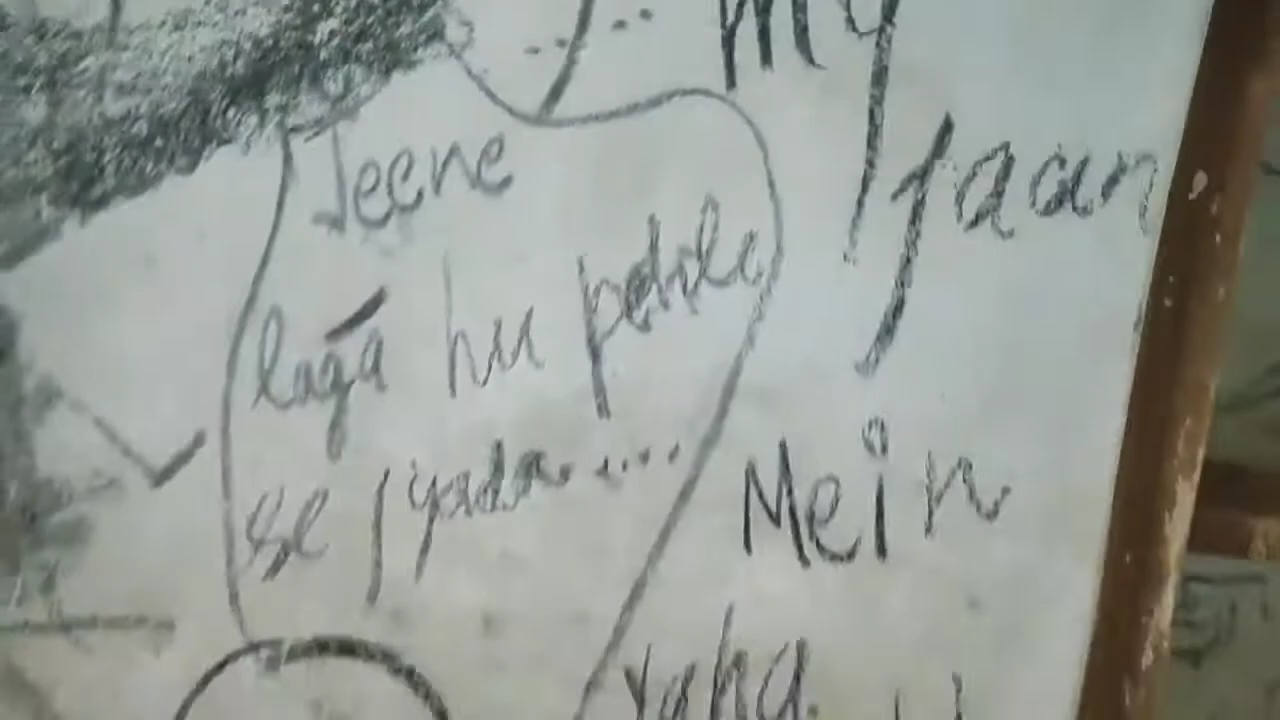 My
Jaan
Jeene
laga hu pehle
se jyada....
Mein
Yaha.